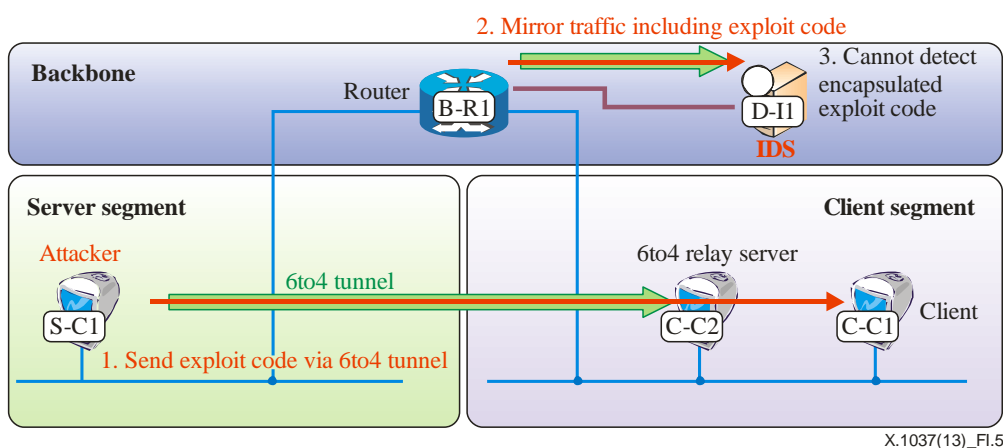 2. Mirror traffic including exploit code
Backbone
Router
B-R1
3. Cannot detect
encapsulated
exploit code
D-I1
IDS
Server segment
Client segment
Attacker
6to4 relay server
6to4 tunnel
S-C1
C-C2
C-C1
Client
1. Send exploit code via 6to4 tunnel
X.1037(13)_FI.5